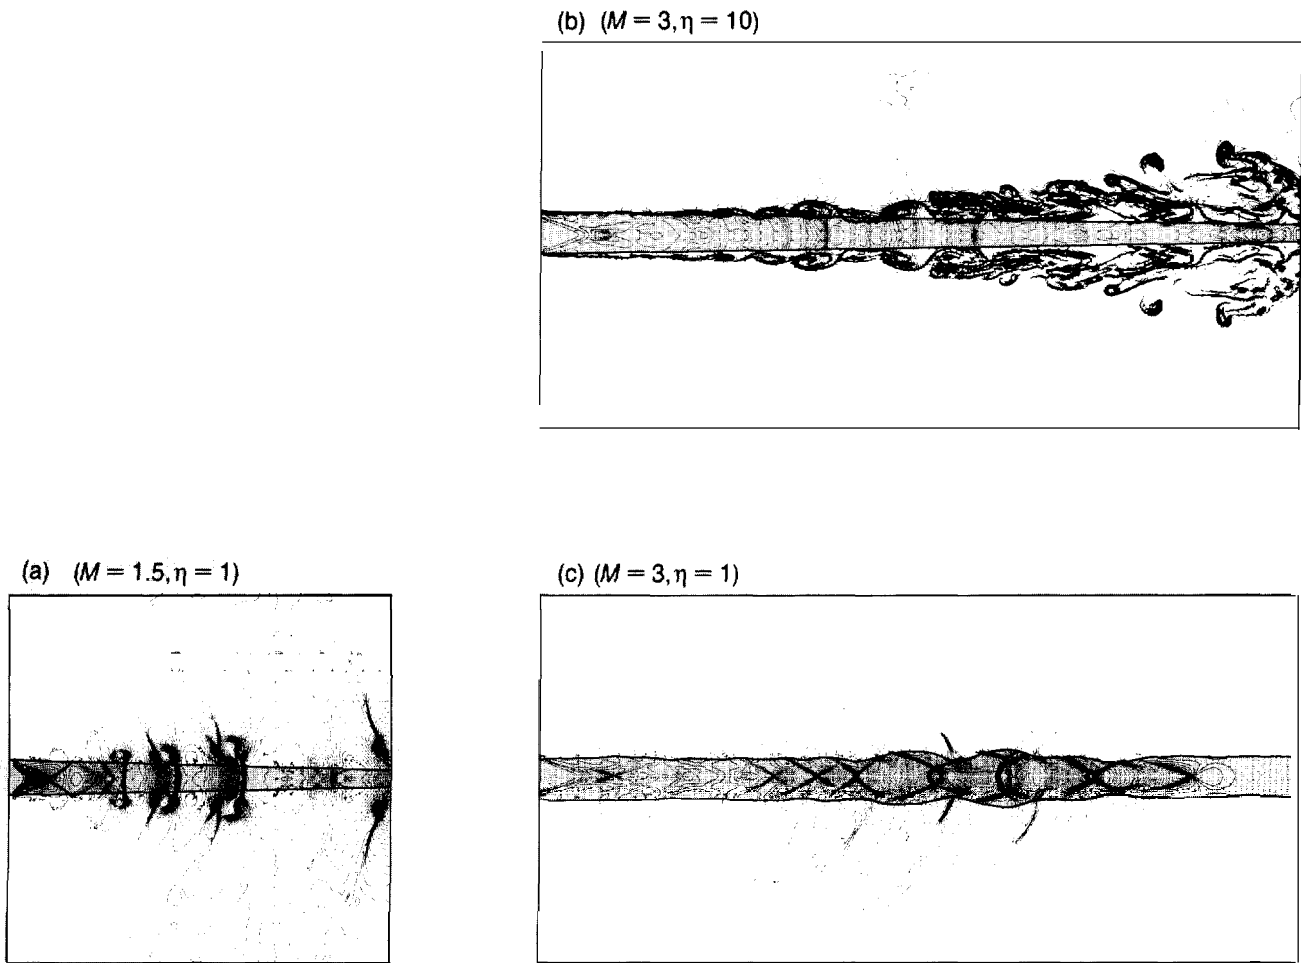 (b) (M = 3, η = 10)
(a) (M = 1.5, η = 1)
(c) (M = 3, η = 1)